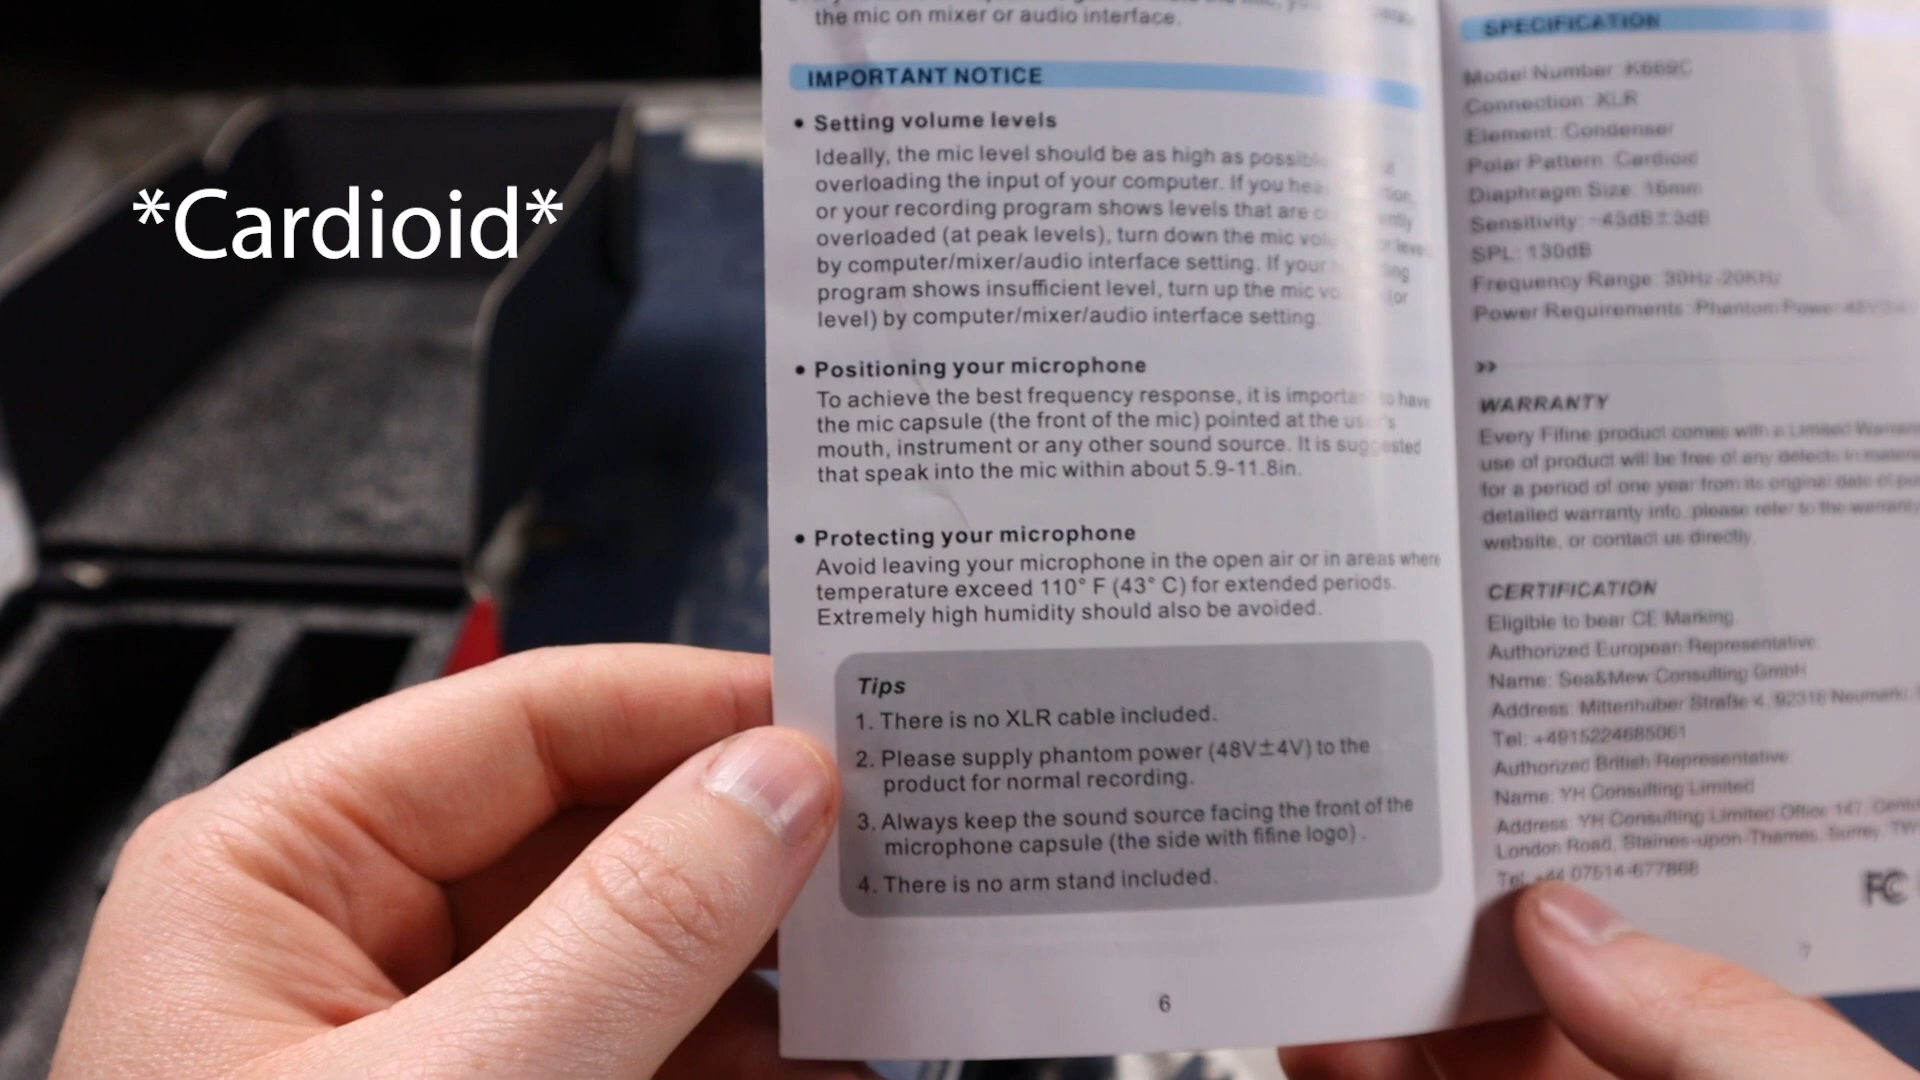 *Cardioid*
the mic on mixer or audio interface.
IMPORTANT NOTICE
• Setting volume levels
Ideally, the mic level should be as high as
overloading the input of your computer. If you
or your recording program shows levels that are
overloaded (at peak levels), turn down the mic
by computer/mixer/audio interface setting. If your
program shows insufficient level, turn up the mic (or
level) by computer/mixer/audio interface setting.
• Positioning your microphone
To achieve the best frequency response, it is to have
the mic capsule (the front of the mic) pointed at the
mouth, instrument or any other sound source. It is suggested
that speak into the mic within about 5.9-11.8in.
• Protecting your microphone
Avoid leaving your microphone in the open air or in areas where
temperature exceed 110° F (43° C) for extended periods.
Extremely high humidity should also be avoided.
Tips
1. There is no XLR cable included.
2. Please supply phantom power (48V±4V) to the
product for normal recording.
3. Always keep the sound source facing the front of the
microphone capsule (the side with fifine logo) .
4. There is no arm stand included.
6
SPECIFICATION
Model Number: K669C
Connection: XLR
Element: Condenser
Polar Pattern: Cardioid
Diaphragm Size: 16mm
Sensitivity: -43dB±3dB
SPL: 130dB
Frequency Range: 30Hz-20KHz
Power Requirements: Phantom Power
››
WARRANTY
Every Fifine product comes with a Limited
use of product will be free of any defects in
for a period of one year from its original date of
detailed warranty info, please refer to the warranty
website, or contact us directly.
CERTIFICATION
Eligible to bear CE Marking.
Authorized European Representative
Name: Sea&Mew Consulting GmbH
Address: Mittenhuber Straße 4, 92318
Tel: +4915224685061
Authorized British Representative
Name: YH Consulting Limited
Address: YH Consulting Limited Office 147,
London Road, Staines-upon-Thames, Surrey,
Tel: +44 07514-677868
FC
7